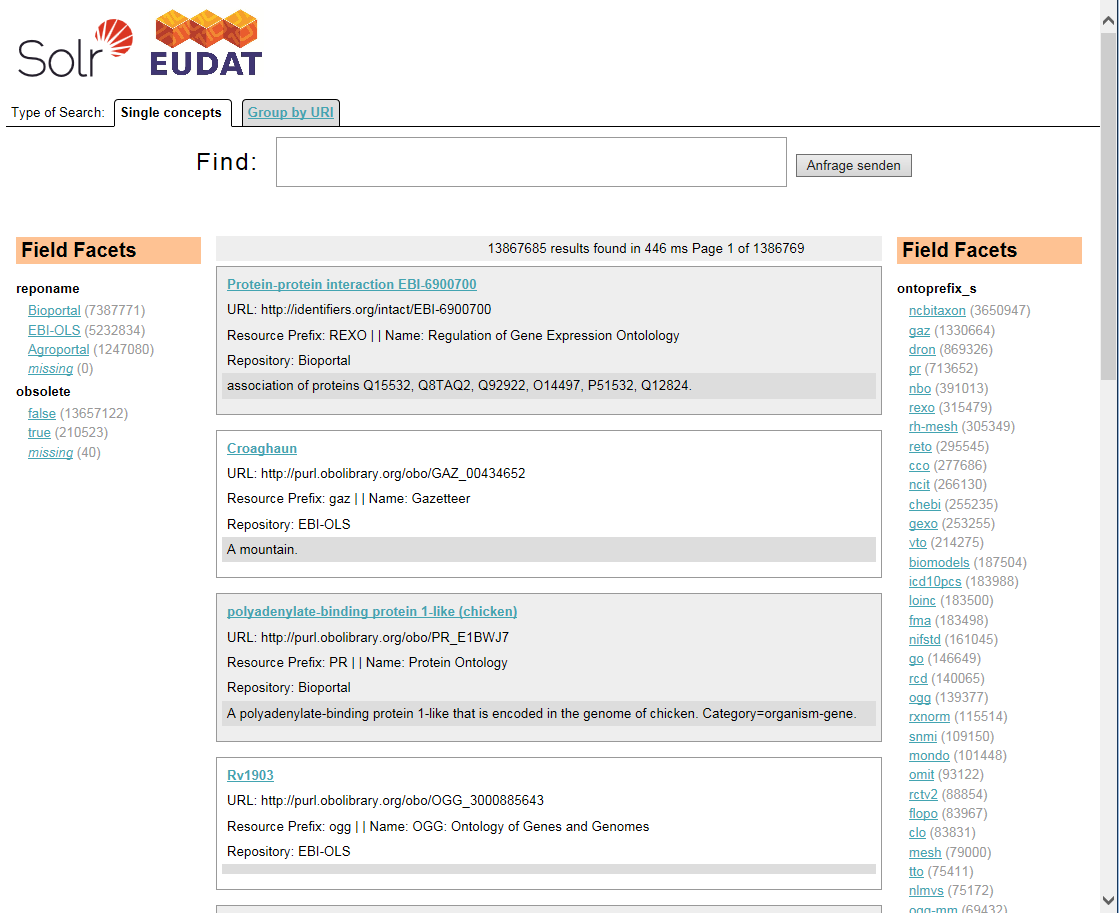 Solr
EUDAT
Type of Search: Single concepts Group by URI
Find: Anfrage senden
Field Facets
reponame
Bioportal (7387771)
EBI-OLS (5232834)
Agroportal (1247080)
missing (0)
obsolete
false (13657122)
true (210523)
missing (40)
13867685 results found in 446 ms Page 1 of 1386769
Protein-protein interaction EBI-6900700
URL: http://identifiers.org/intact/EBI-6900700
Resource Prefix: REXO | | Name: Regulation of Gene Expression Ontolology
Repository: Bioportal
association of proteins Q15532, Q8TAQ2, Q92922, O14497, P51532, Q12824.
Croaghaun
URL: http://purl.obolibrary.org/obo/GAZ_00434652
Resource Prefix: gaz | | Name: Gazetteer
Repository: EBI-OLS
A mountain.
polyadenylate-binding protein 1-like (chicken)
URL: http://purl.obolibrary.org/obo/PR_E1BWJ7
Resource Prefix: PR | | Name: Protein Ontology
Repository: Bioportal
A polyadenylate-binding protein 1-like that is encoded in the genome of chicken. Category=organism-gene.
Rv1903
URL: http://purl.obolibrary.org/obo/OGG_3000885643
Resource Prefix: ogg | | Name: OGG: Ontology of Genes and Genomes
Repository: EBI-OLS
Field Facets
ontoprefix_s
ncbitaxon (3650947)
gaz (1330664)
dron (869326)
pr (713652)
nbo (391013)
rexo (315479)
rh-mesh (305349)
reto (295545)
cco (277686)
ncit (266130)
chebi (255235)
gexo (253255)
vto (214275)
biomodels (187504)
icd10pcs (183988)
loinc (183500)
fma (183498)
nifstd (161045)
go (146649)
rcd (140065)
ogg (139377)
rxnorm (115514)
snmi (109150)
mondo (101448)
omit (93122)
rctv2 (88854)
flopo (83967)
clo (83831)
mesh (79000)
tto (75411)
nlmvs (75172)
ogg-mm (69432)